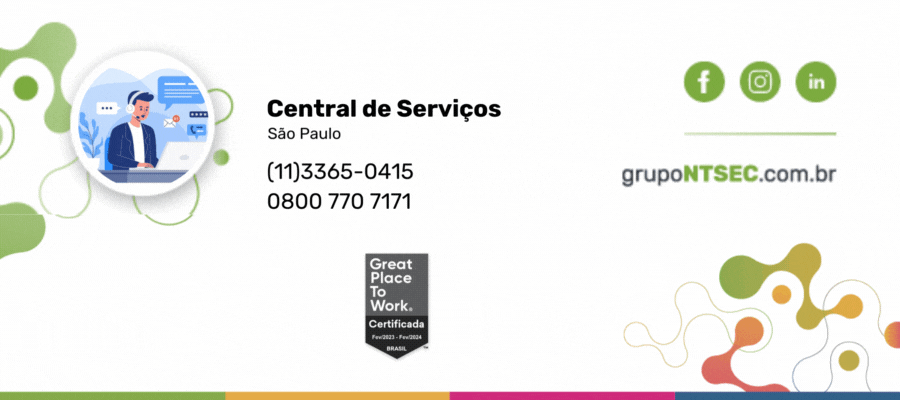 Central de Serviços
São Paulo
(11)3365-0415
0800 770 7171
grupoNTSEC.com.br
Great
Place
To
Work®
Certificada
Fev/2023 - Fev/2024
BRASIL
™